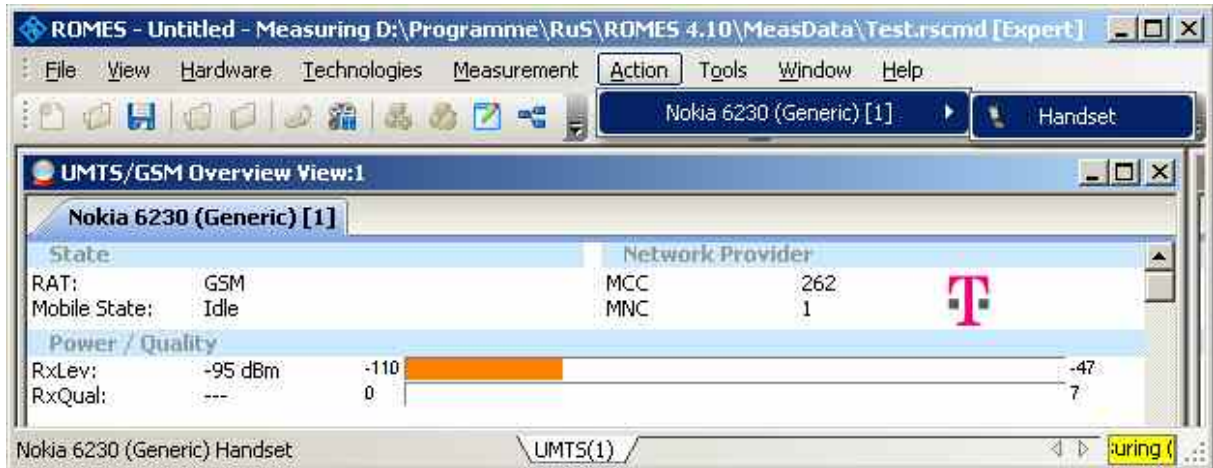 ROMES - Untitled - Measuring D:\Programme\RuS\ROMES 4.10\MeasData\Test.rscmd [Expert]
File View Hardware Technologies Measurement Action Tools Window Help
Nokia 6230 (Generic) [1] Handset
UMTS/GSM Overview View:1
Nokia 6230 (Generic) [1]
State Network Provider
RAT: GSM MCC 262
Mobile State: Idle MNC 1
T
Power / Quality
RxLev: -95 dBm -110 -47
RxQual: --- 0 7
Nokia 6230 (Generic) Handset UMTS(1) uring (